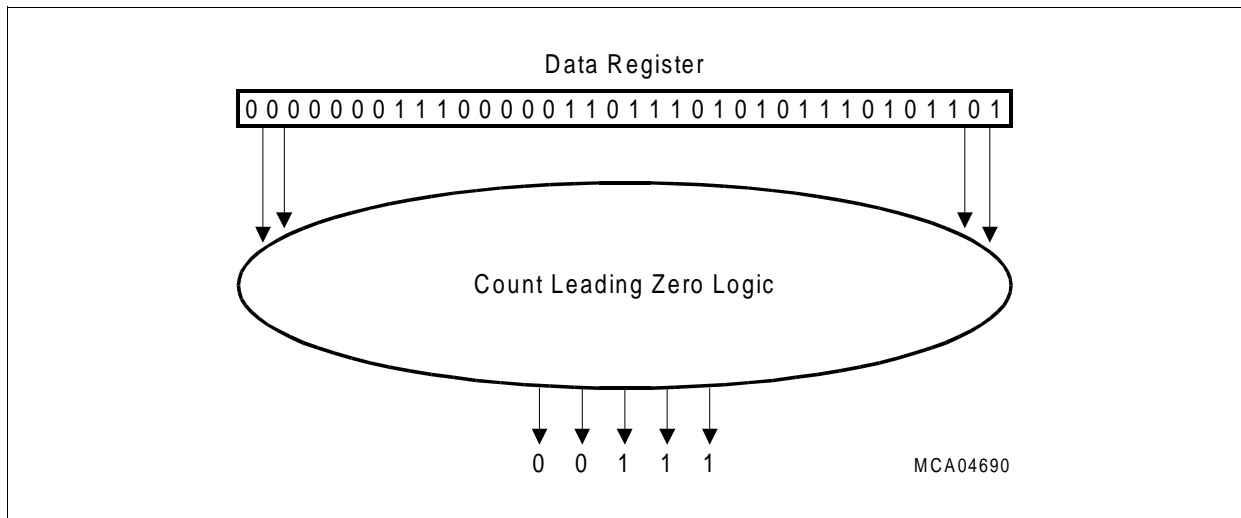 Data Register
0 0 0 0 0 0 0 1 1 1 0 0 0 0 0 1 1 0 1 1 1 0 1 0 1 0 1 1 1 0 1 0 1 1 0 1
Count Leading Zero Logic
0 0 1 1 1
MCA04690